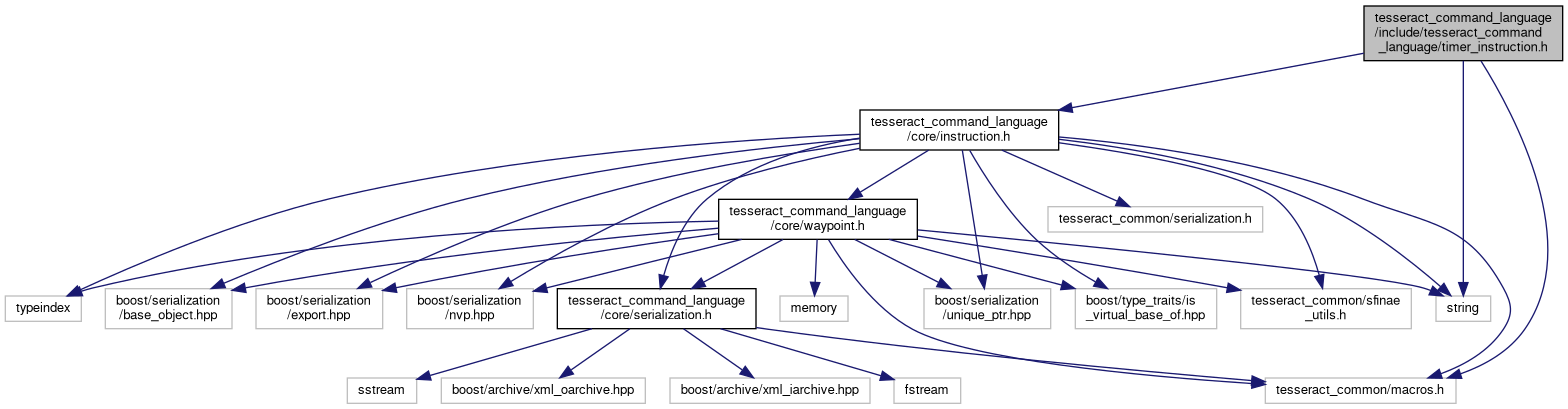 tesseract_command_language
/include/tesseract_command
_language/timer_instruction.h
tesseract_command_language
/core/instruction.h
tesseract_command_language
/core/waypoint.h
tesseract_common/serialization.h
typeindex
boost/serialization
/base_object.hpp
boost/serialization
/export.hpp
boost/serialization
/nvp.hpp
tesseract_command_language
/core/serialization.h
memory
boost/serialization
/unique_ptr.hpp
boost/type_traits/is
_virtual_base_of.hpp
tesseract_common/sfinae
_utils.h
string
sstream
boost/archive/xml_oarchive.hpp
boost/archive/xml_iarchive.hpp
fstream
tesseract_common/macros.h